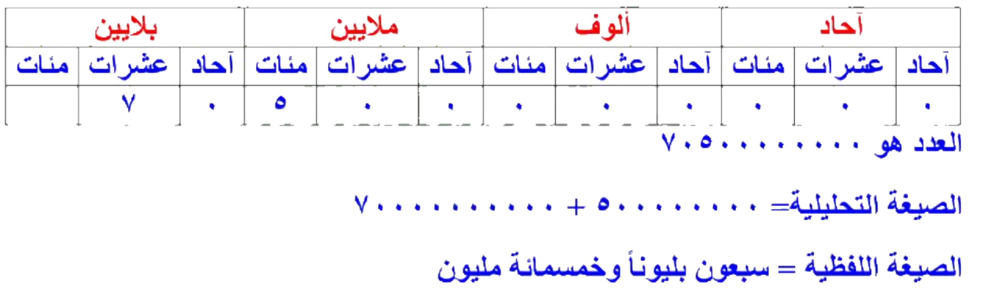 آحاد ألوف ملايين بلايين
آحاد عشرات مئات آحاد عشرات مئات آحاد عشرات مئات آحاد عشرات مئات
٠ ٠ ٠ ٠ ٠ ٠ ٠ ٠ ٥ ٠ ٧
العدد هو ٧٠٥٠٠٠٠٠٠٠٠
الصيغة التحليلية= ٥٠٠٠٠٠٠٠٠ + ٧٠٠٠٠٠٠٠٠٠٠
الصيغة اللفظية = سبعون بليوناً وخمسمائة مليون